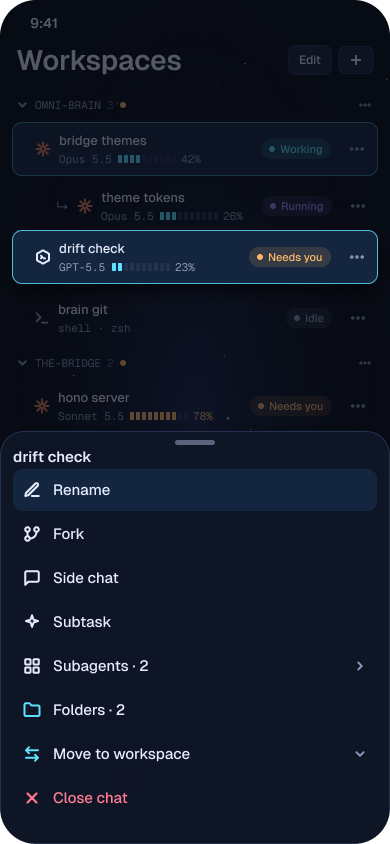 9:41
Workspaces
Edit
OMNI-BRAIN 3
bridge themes
Opus 5.5 42%
Working
theme tokens
Opus 5.5 26%
Running
drift check
GPT-5.5 23%
Needs you
brain git
shell · zsh
Idle
THE-BRIDGE 2
hono server
Sonnet 5.5 78%
Needs you
drift check
Rename
Fork
Side chat
Subtask
Subagents · 2
Folders · 2
Move to workspace
Close chat